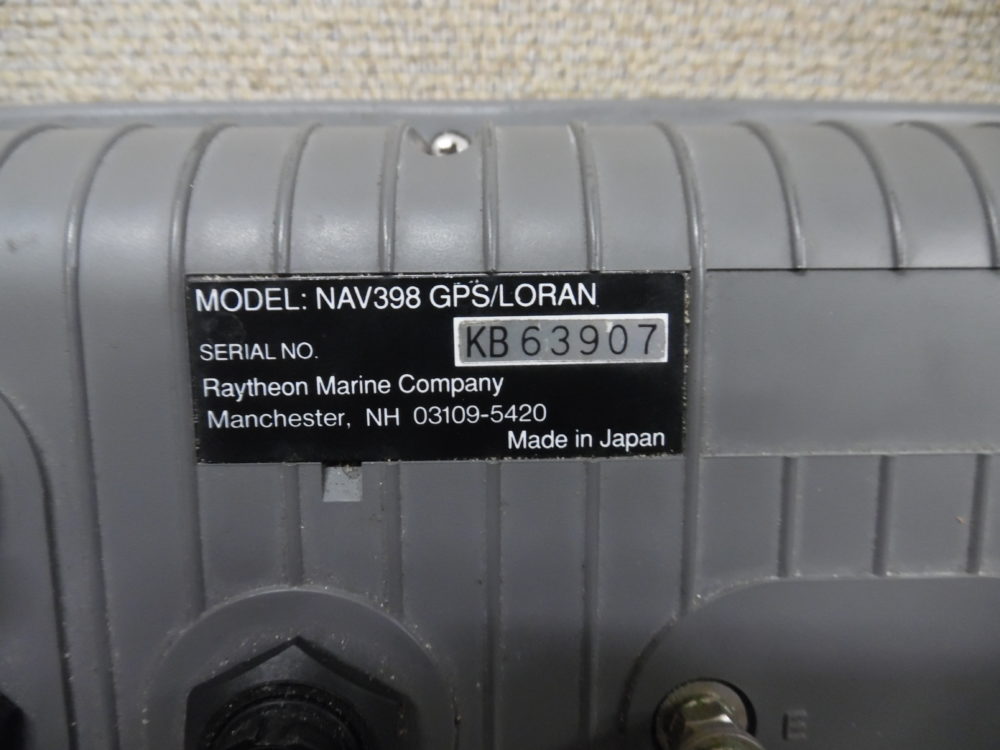 MODEL: NAV398 GPS/LORAN
SERIAL NO. KB63907
Raytheon Marine Company
Manchester, NH 03109-5420
Made in Japan
E